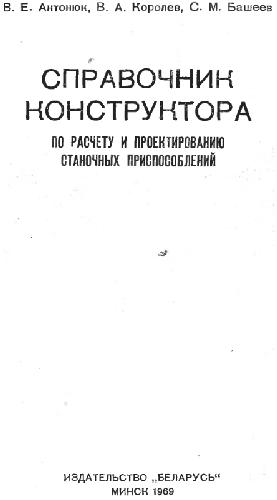 В. Е. Антонюк, В. А. Королев, С. М. Башеев
СПРАВОЧНИК
КОНСТРУКТОРА
ПО РАСЧЕТУ И ПРОЕКТИРОВАНИЮ
СТАНОЧНЫХ ПРИСПОСОБЛЕНИЙ
ИЗДАТЕЛЬСТВО „БЕЛАРУСЬ"
МИНСК 1969